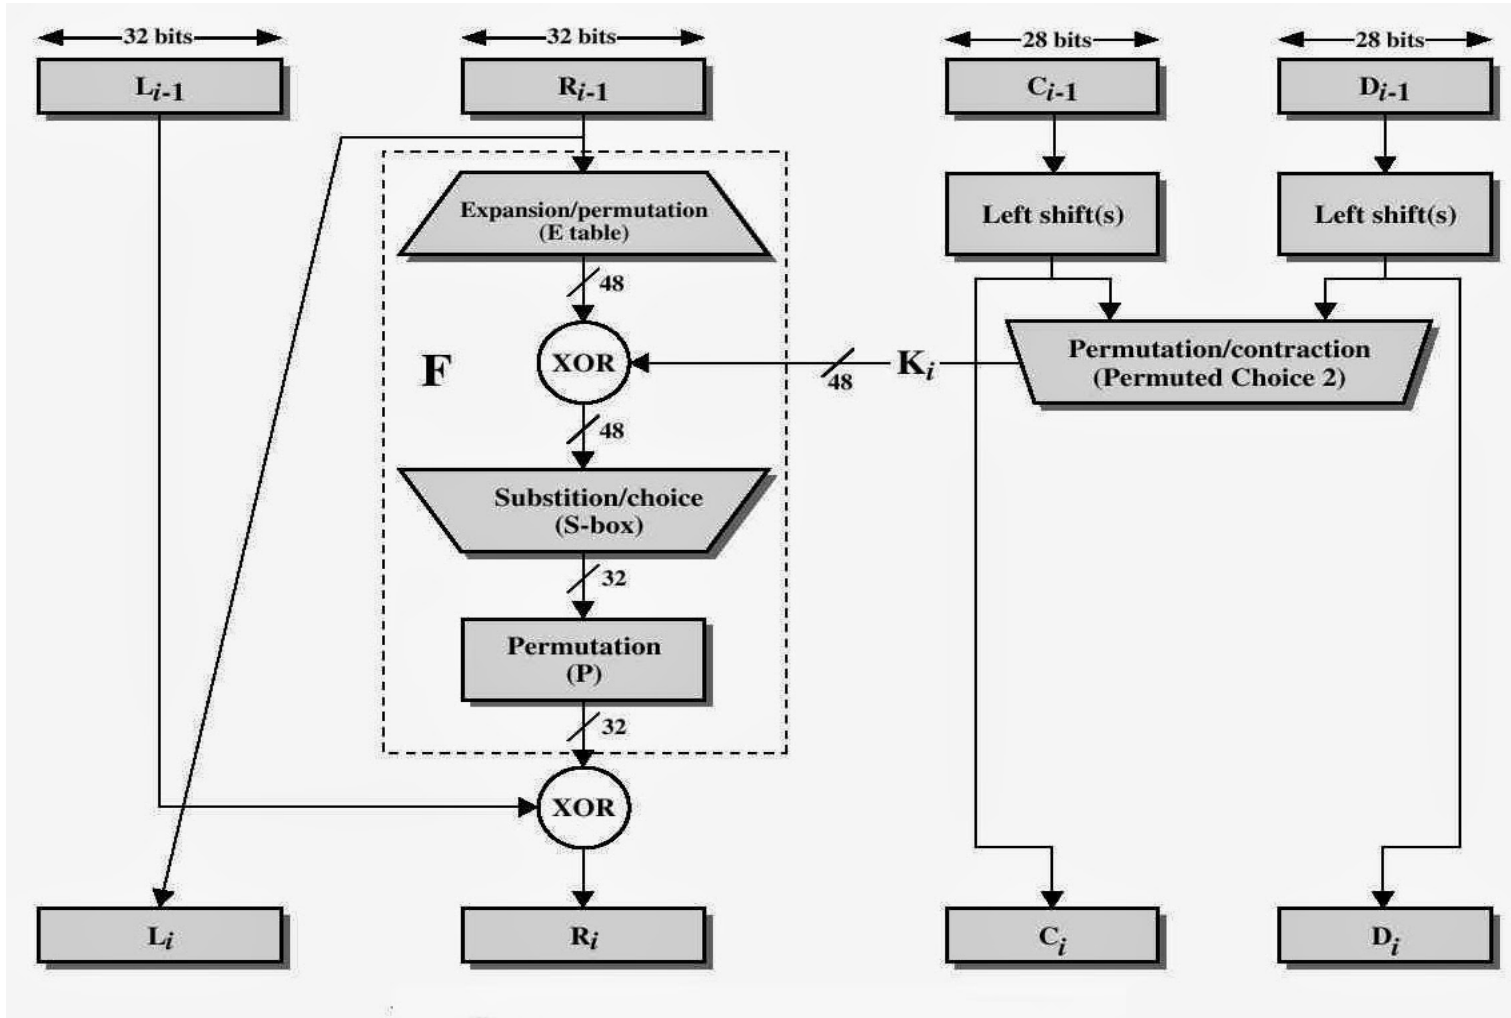 32 bits
32 bits
28 bits
28 bits
Li-1
Ri-1
Ci-1
Di-1
Expansion/permutation
(E table)
Left shift(s)
Left shift(s)
48
F
XOR
48
Ki
Permutation/contraction
(Permuted Choice 2)
48
Substition/choice
(S-box)
32
Permutation
(P)
32
XOR
Li
Ri
Ci
Di